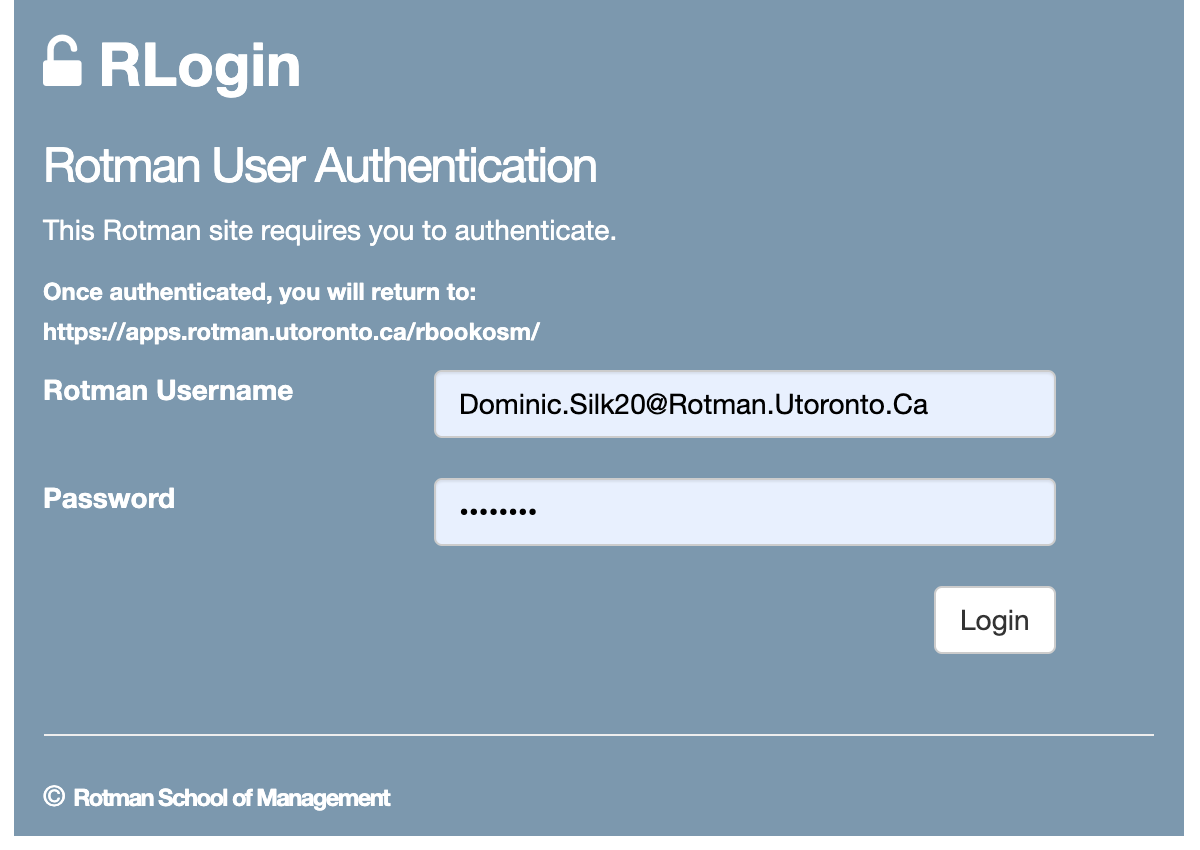 RLogin
Rotman User Authentication
This Rotman site requires you to authenticate.
Once authenticated, you will return to:
https://apps.rotman.utoronto.ca/rbookosm/
Rotman Username
Dominic.Silk20@Rotman.Utoronto.Ca
Password
••••••••
Login
© Rotman School of Management